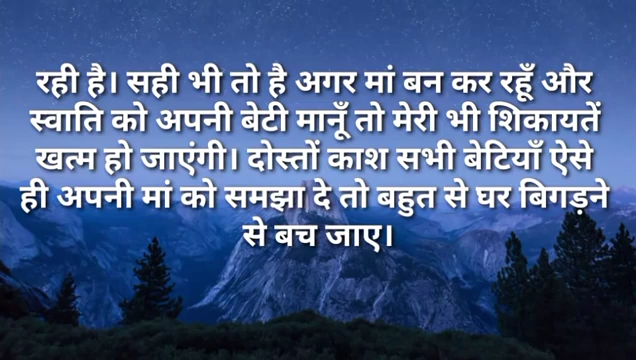 रही है। सही भी तो है अगर मां बन कर रहूँ और
स्वाति को अपनी बेटी मानूँ तो मेरी भी शिकायतें
खत्म हो जाएंगी। दोस्तों काश सभी बेटियाँ ऐसे
ही अपनी मां को समझा दे तो बहुत से घर बिगड़ने
से बच जाए।